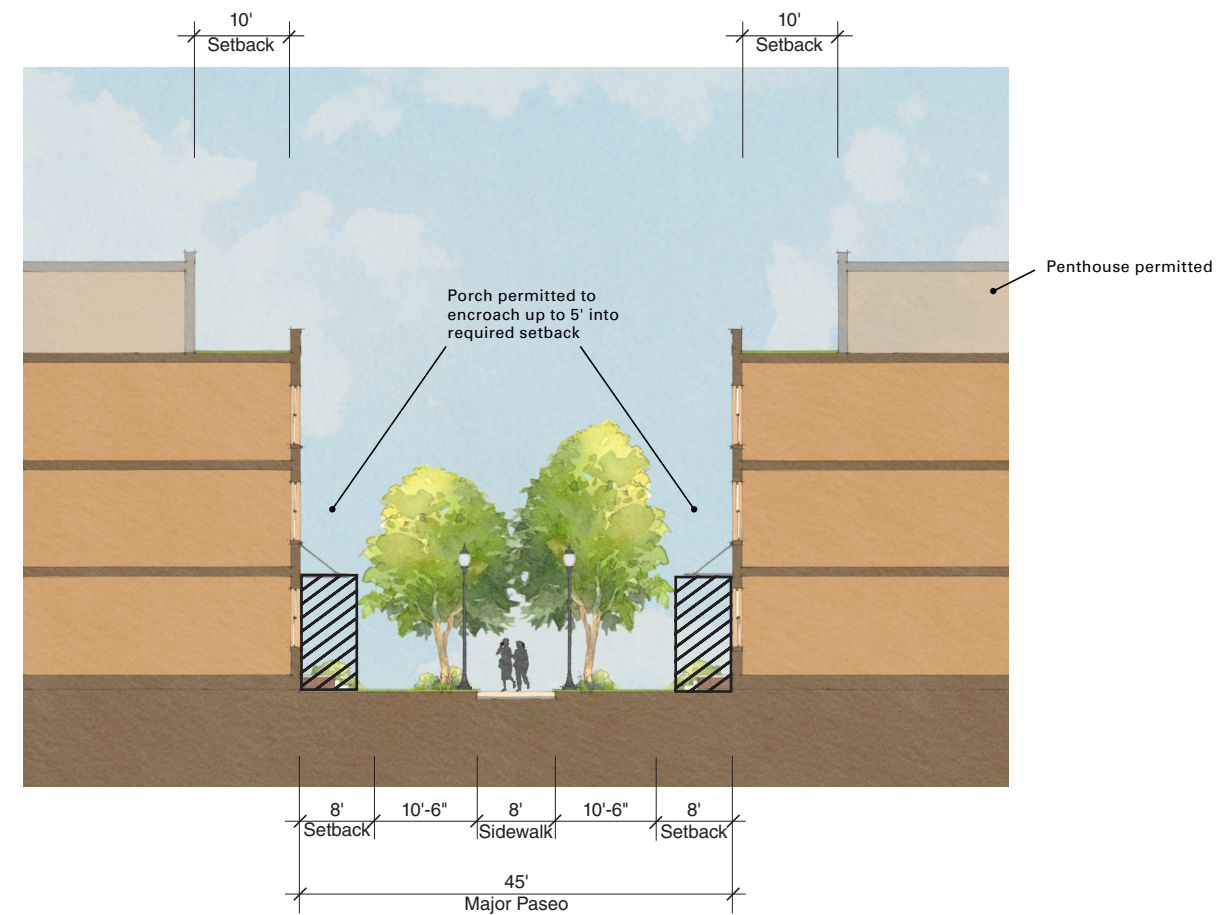 10'
Setback
10'
Setback
Penthouse permitted
Porch permitted to
encroach up to 5' into
required setback
8'
Setback
10'-6"
8'
Sidewalk
10'-6"
8'
Setback
45'
Major Paseo